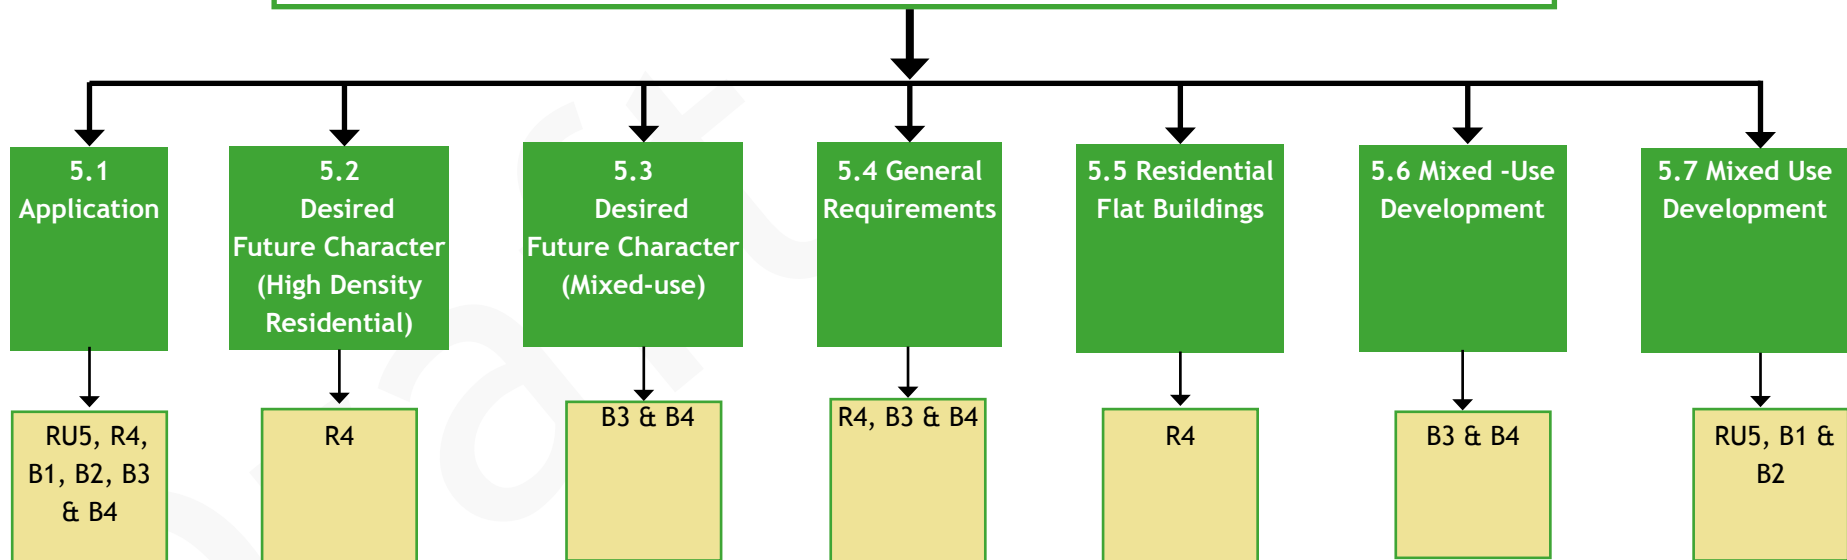 5.1
Application
5.2
Desired
Future Character
(High Density
Residential)
5.3
Desired
Future Character
(Mixed-use)
5.4 General
Requirements
5.5 Residential
Flat Buildings
5.6 Mixed -Use
Development
5.7 Mixed Use
Development
RU5, R4,
B1, B2, B3
& B4
R4
B3 & B4
R4, B3 & B4
R4
B3 & B4
RU5, B1 &
B2